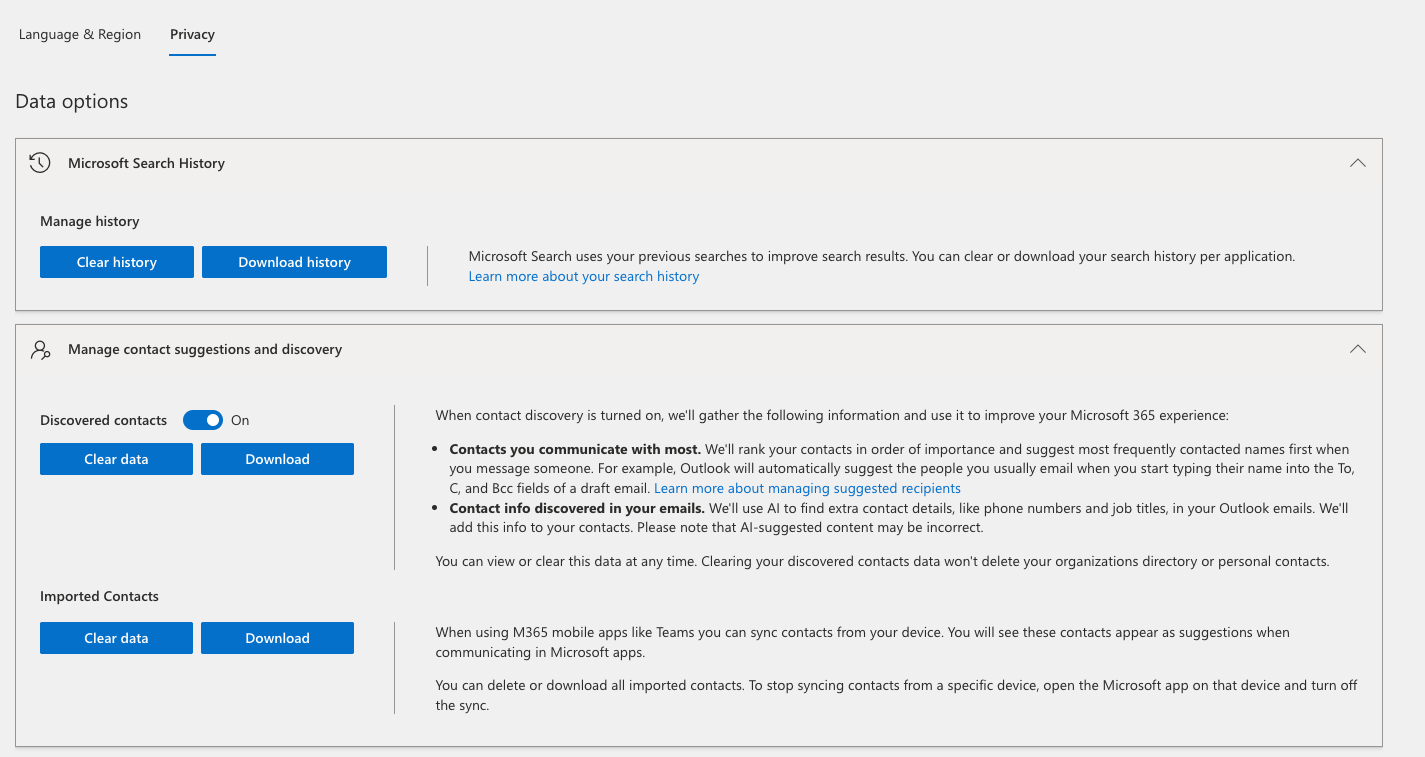 Language & Region
Privacy
Data options
Microsoft Search History
Manage history
Clear history
Download history
Microsoft Search uses your previous searches to improve search results. You can clear or download your search history per application.
Learn more about your search history
Manage contact suggestions and discovery
Discovered contacts
On
Clear data
Download
When contact discovery is turned on, we'll gather the following information and use it to improve your Microsoft 365 experience:
• Contacts you communicate with most. We'll rank your contacts in order of importance and suggest most frequently contacted names first when
you message someone. For example, Outlook will automatically suggest the people you usually email when you start typing their name into the To,
C, and Bcc fields of a draft email. Learn more about managing suggested recipients
• Contact info discovered in your emails. We'll use AI to find extra contact details, like phone numbers and job titles, in your Outlook emails. We'll
add this info to your contacts. Please note that AI-suggested content may be incorrect.
You can view or clear this data at any time. Clearing your discovered contacts data won't delete your organizations directory or personal contacts.
Imported Contacts
Clear data
Download
When using M365 mobile apps like Teams you can sync contacts from your device. You will see these contacts appear as suggestions when
communicating in Microsoft apps.
You can delete or download all imported contacts. To stop syncing contacts from a specific device, open the Microsoft app on that device and turn off
the sync.